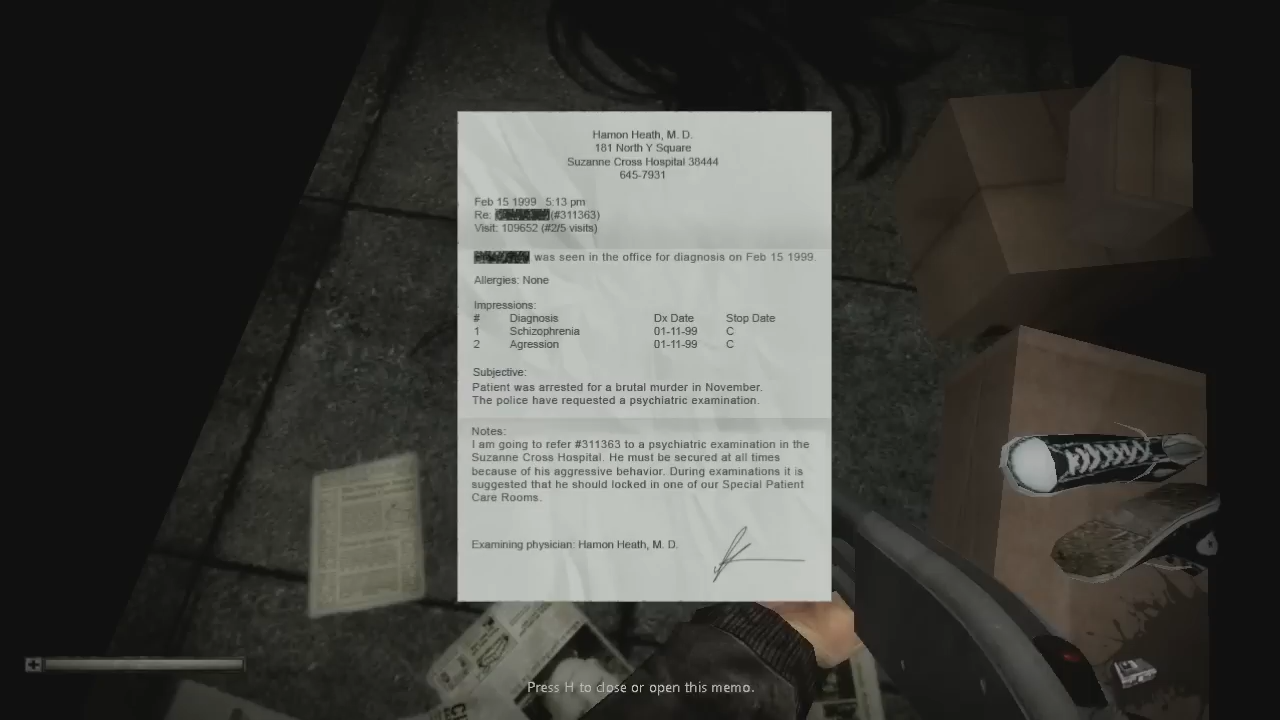 Hamon Heath, M. D.
181 North Y Square
Suzanne Cross Hospital 38444
645-7931
Feb 15 1999 5:13 pm
Re: (#311363)
Visit: 109652 (#2/5 visits)
was seen in the office for diagnosis on Feb 15 1999.
Allergies: None
Impressions:
# Diagnosis Dx Date Stop Date
1 Schizophrenia 01-11-99 C
2 Agression 01-11-99 C
Subjective:
Patient was arrested for a brutal murder in November.
The police have requested a psychiatric examination.
Notes:
I am going to refer #311363 to a psychiatric examination in the
Suzanne Cross Hospital. He must be secured at all times
because of his aggressive behavior. During examinations it is
suggested that he should locked in one of our Special Patient
Care Rooms.
Examining physician: Hamon Heath, M. D.
Press H to close or open this memo.